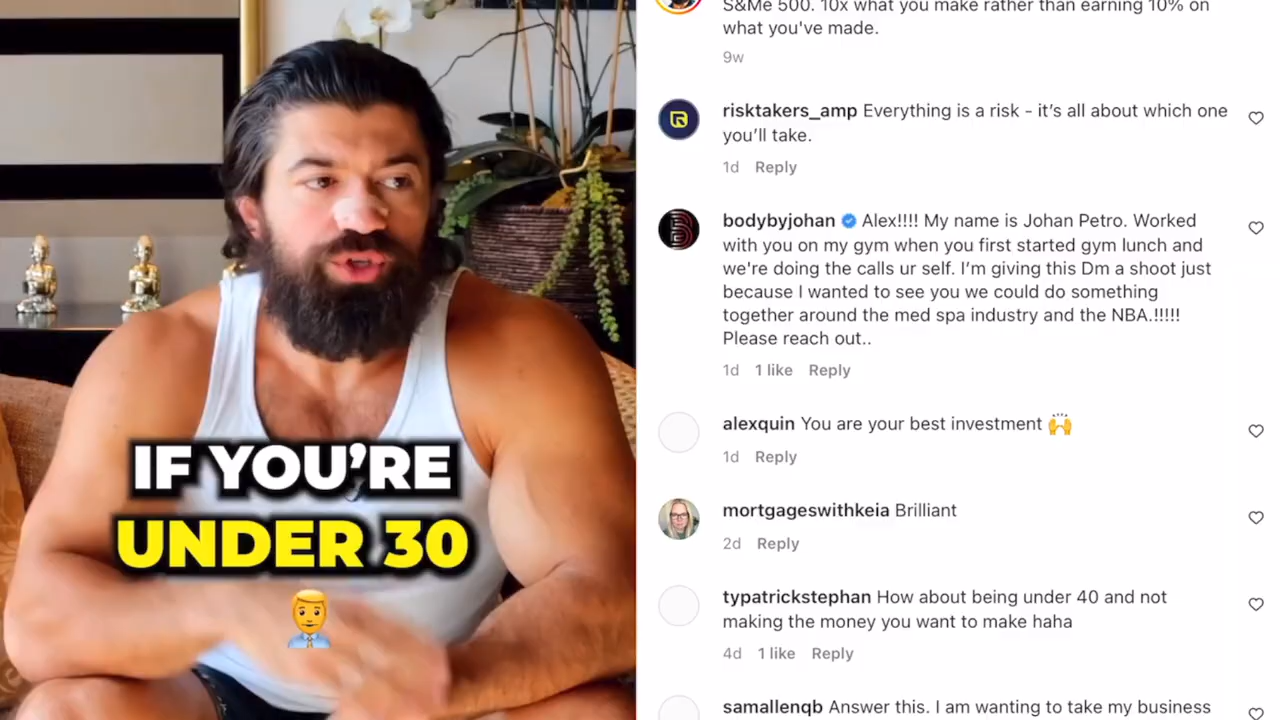 IF YOU'RE
UNDER 30
S&Me 500. 10x what you make rather than earning 10% on
what you've made.
9w
risktakers_amp Everything is a risk - it's all about which one
you'll take.
1d Reply
bodybyjohan Alex!!!! My name is Johan Petro. Worked
with you on my gym when you first started gym lunch and
we're doing the calls ur self. I'm giving this Dm a shoot just
because I wanted to see you we could do something
together around the med spa industry and the NBA.!!!!!
Please reach out..
1d 1 like Reply
alexquin You are your best investment 🙌
1d Reply
mortgageswithkeia Brilliant
2d Reply
typatrickstephan How about being under 40 and not
making the money you want to make haha
4d 1 like Reply
samallenqb Answer this. I am wanting to take my business